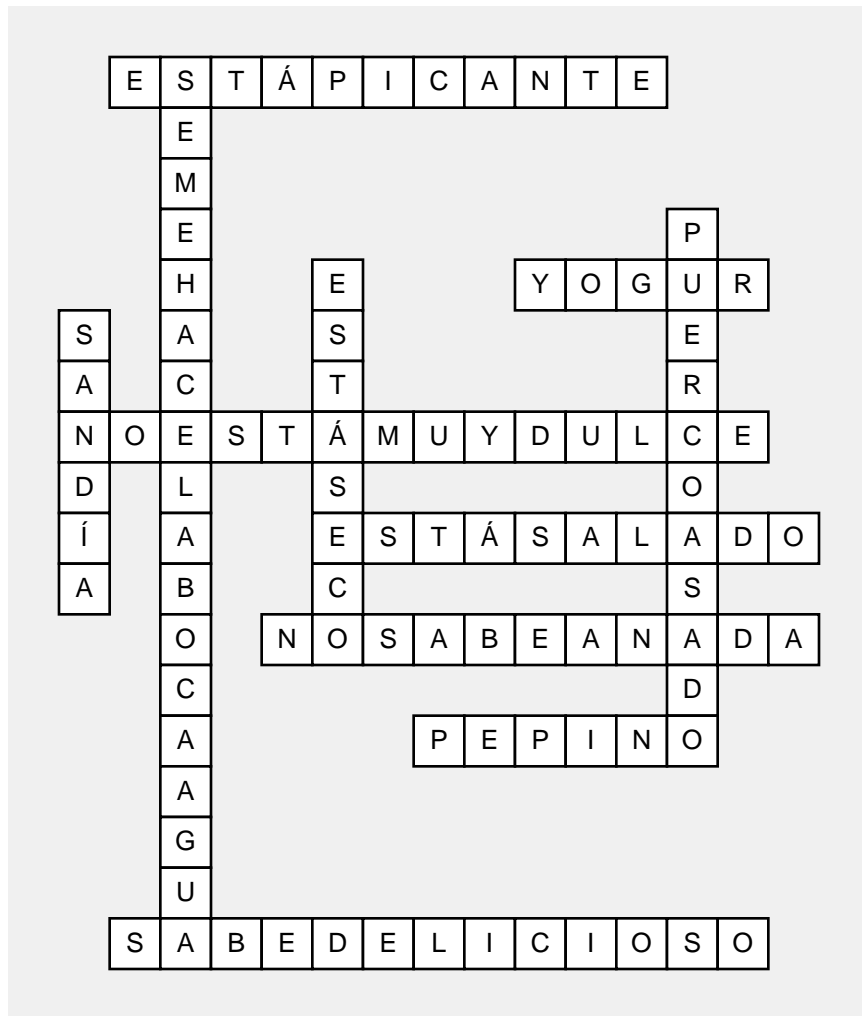 ESTÁPICANTE
SEMEHACELABOCAAGUA
PUERCOASADO
ESTÁSECO
YOGUR
SANDÍA
NOESTÁMUYDULCE
ESTÁSALADO
NOSABEANADA
PEPINO
SABEDELICIOSO